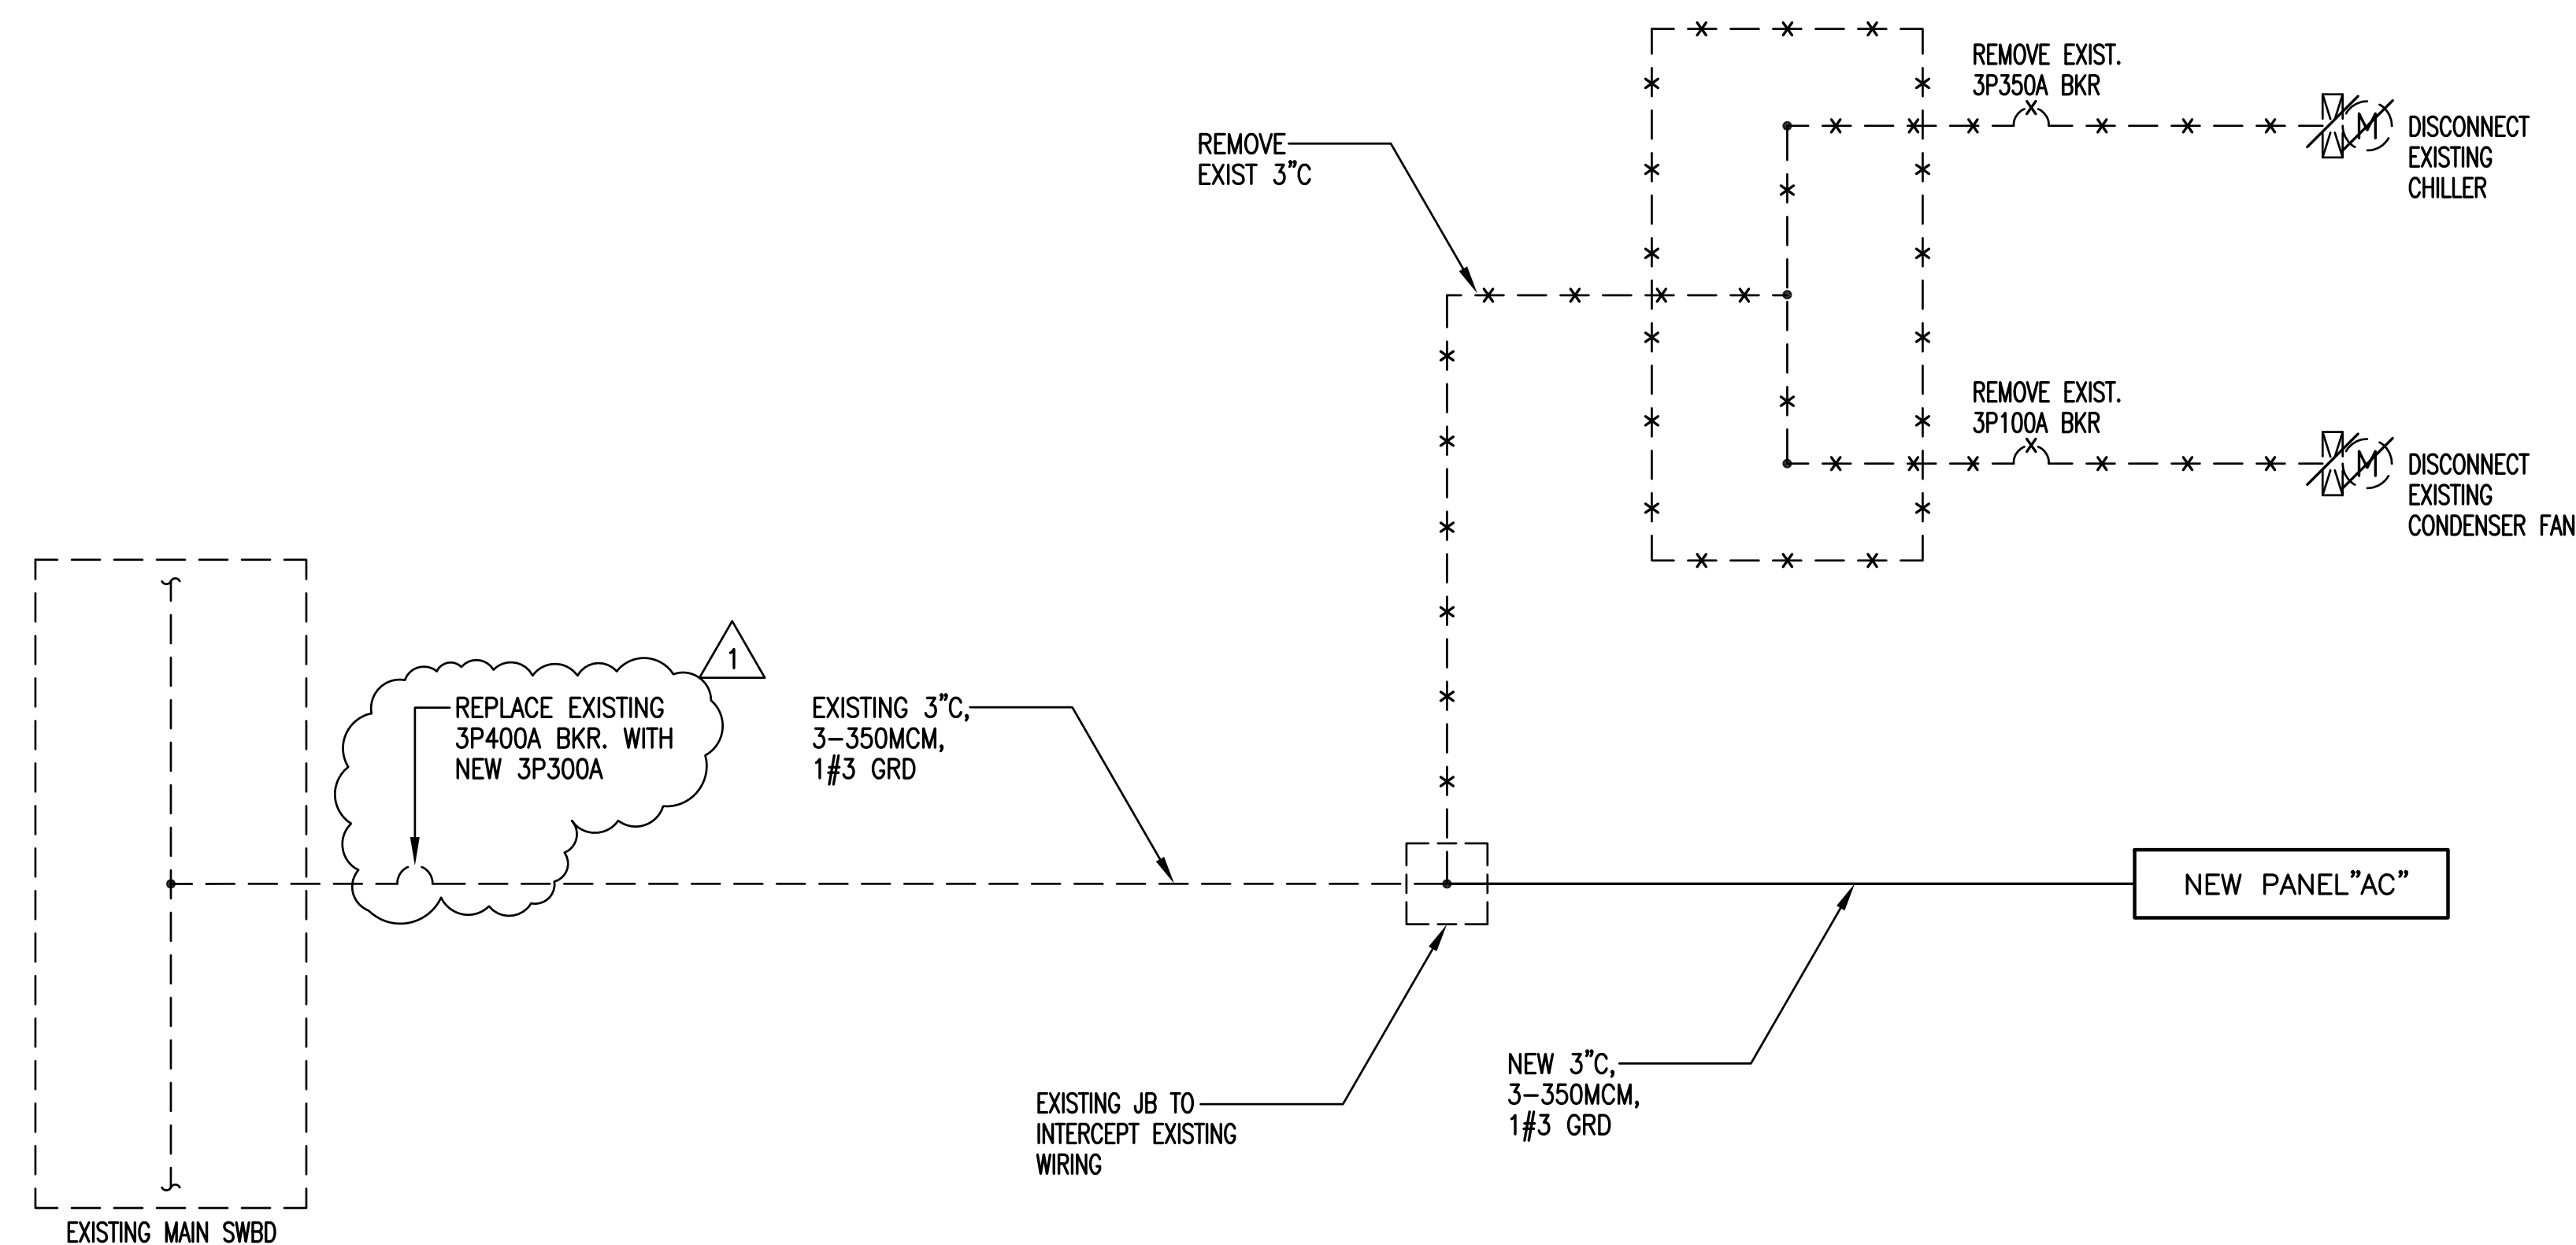 REMOVE EXIST.
3P350A BKR
DISCONNECT
EXISTING
CHILLER
M
REMOVE
EXIST 3"C
REMOVE EXIST.
3P100A BKR
DISCONNECT
EXISTING
CONDENSER FAN
M
1
REPLACE EXISTING
3P400A BKR. WITH
NEW 3P300A
EXISTING 3"C,
3-350MCM,
1#3 GRD
NEW PANEL"AC"
NEW 3"C,
3-350MCM,
1#3 GRD
EXISTING JB TO
INTERCEPT EXISTING
WIRING
EXISTING MAIN SWBD